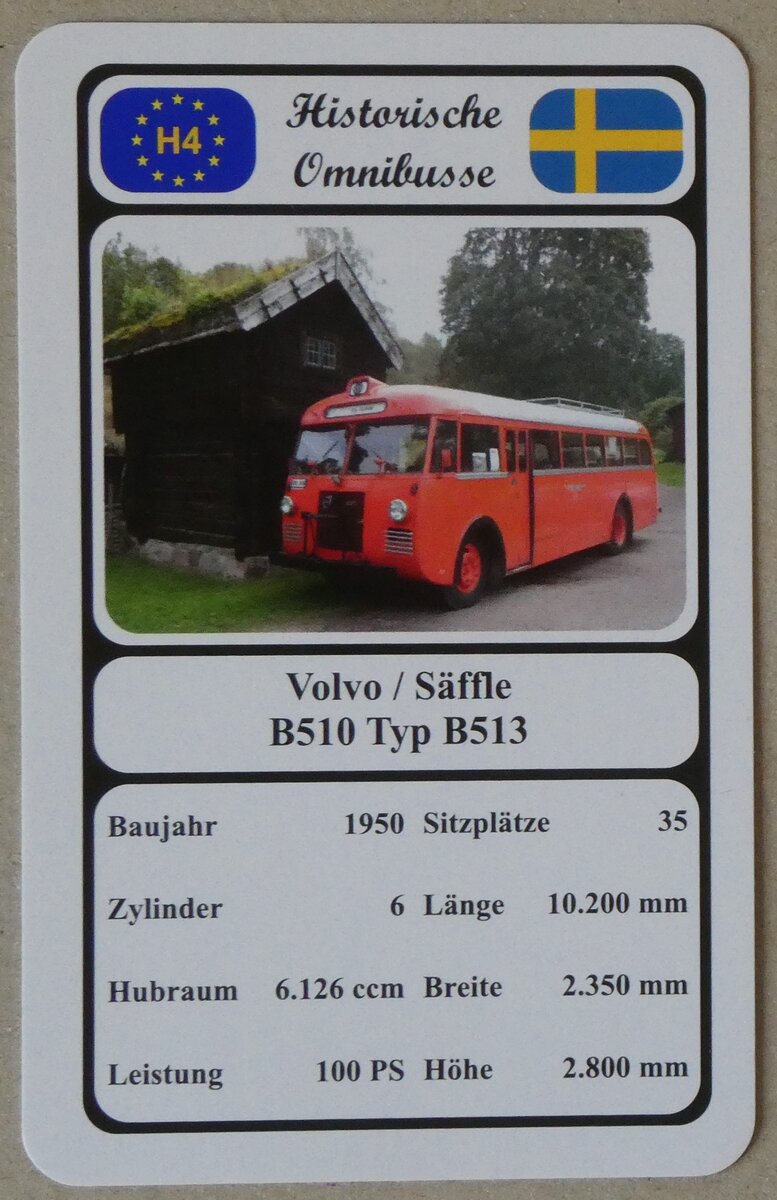 H4
Historische
Omnibusse
Volvo / Säffle
B510 Typ B513
Baujahr 1950 Sitzplätze 35
Zylinder 6 Länge 10.200 mm
Hubraum 6.126 ccm Breite 2.350 mm
Leistung 100 PS Höhe 2.800 mm